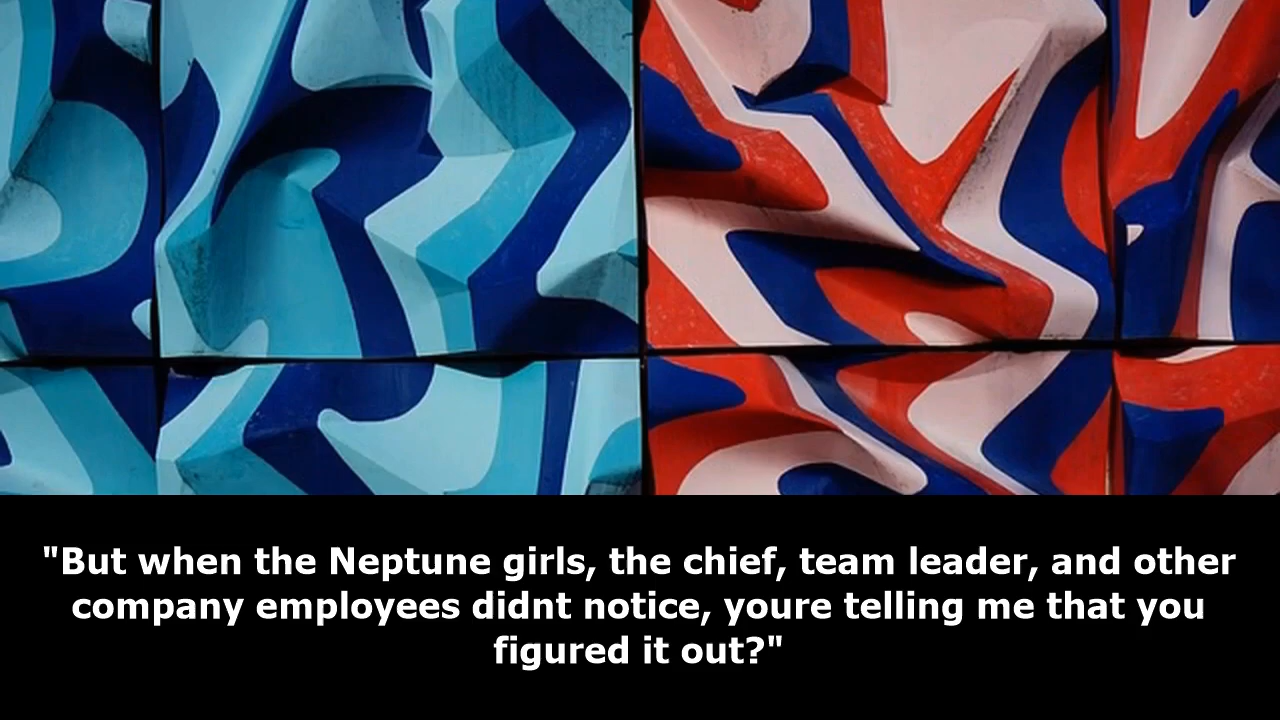 "But when the Neptune girls, the chief, team leader, and other
company employees didnt notice, youre telling me that you
figured it out?"